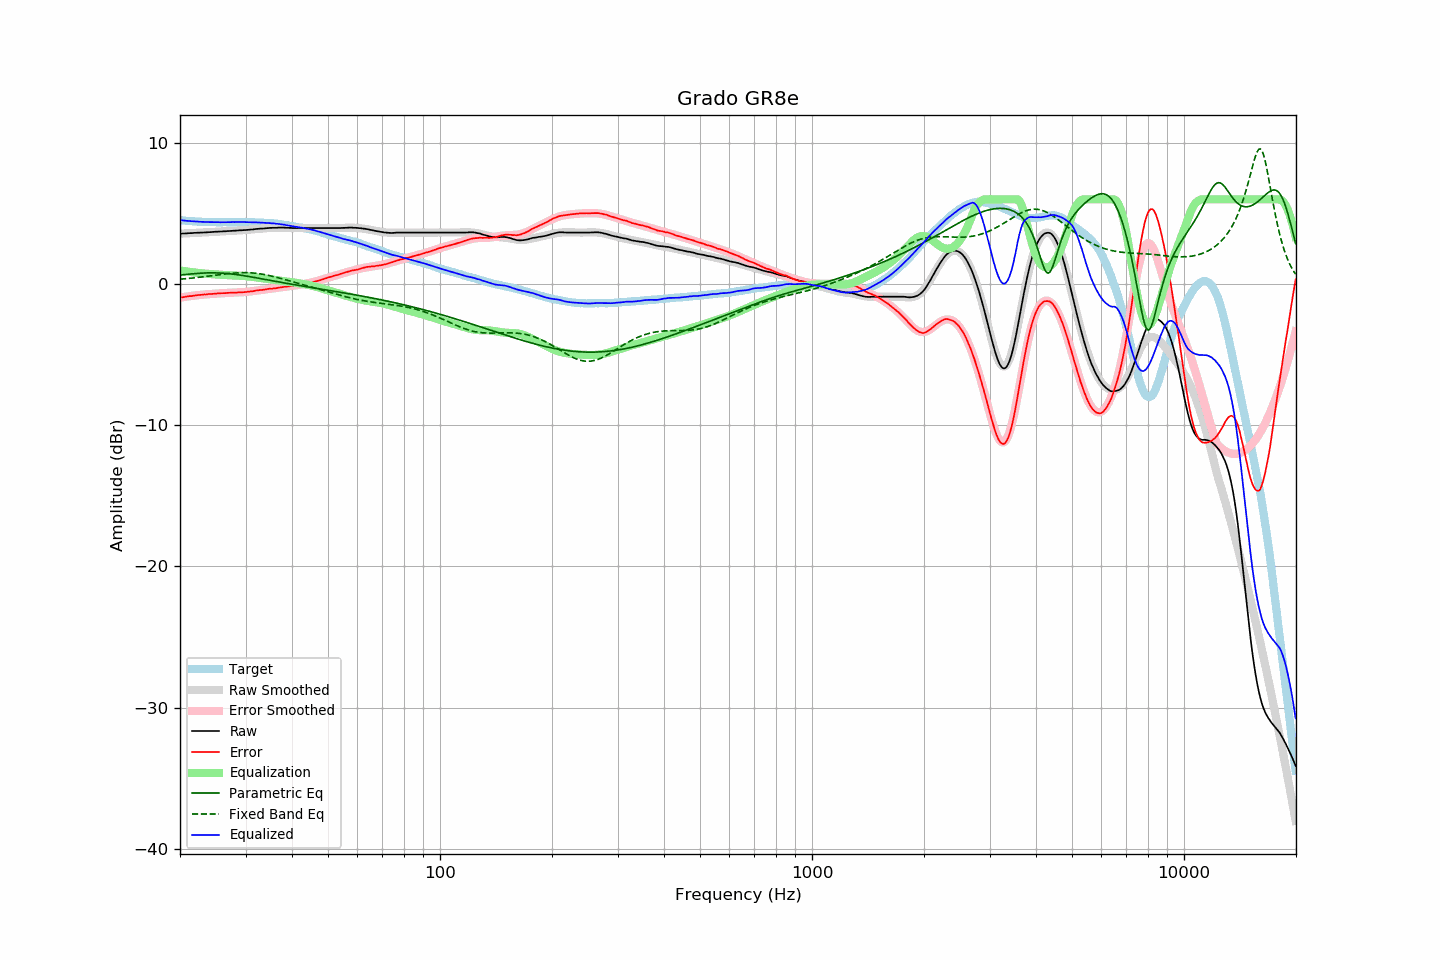 Grado GR8e
10
0
−10
−20
−30
−40
Amplitude (dBr)
Target
Raw Smoothed
Error Smoothed
Raw
Error
Equalization
Parametric Eq
Fixed Band Eq
Equalized
100
1000
10000
Frequency (Hz)